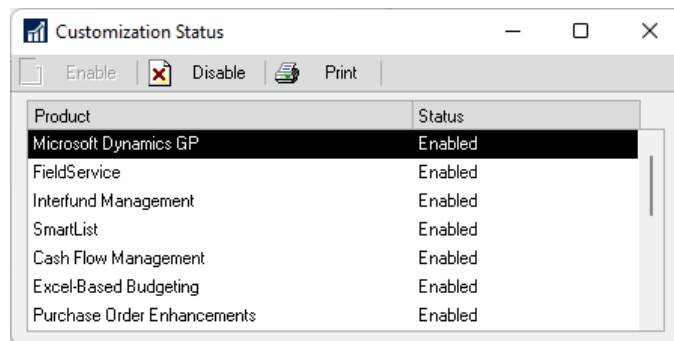 Customization Status
Enable Disable Print
Product Status
Microsoft Dynamics GP Enabled
FieldService Enabled
Interfund Management Enabled
SmartList Enabled
Cash Flow Management Enabled
Excel-Based Budgeting Enabled
Purchase Order Enhancements Enabled